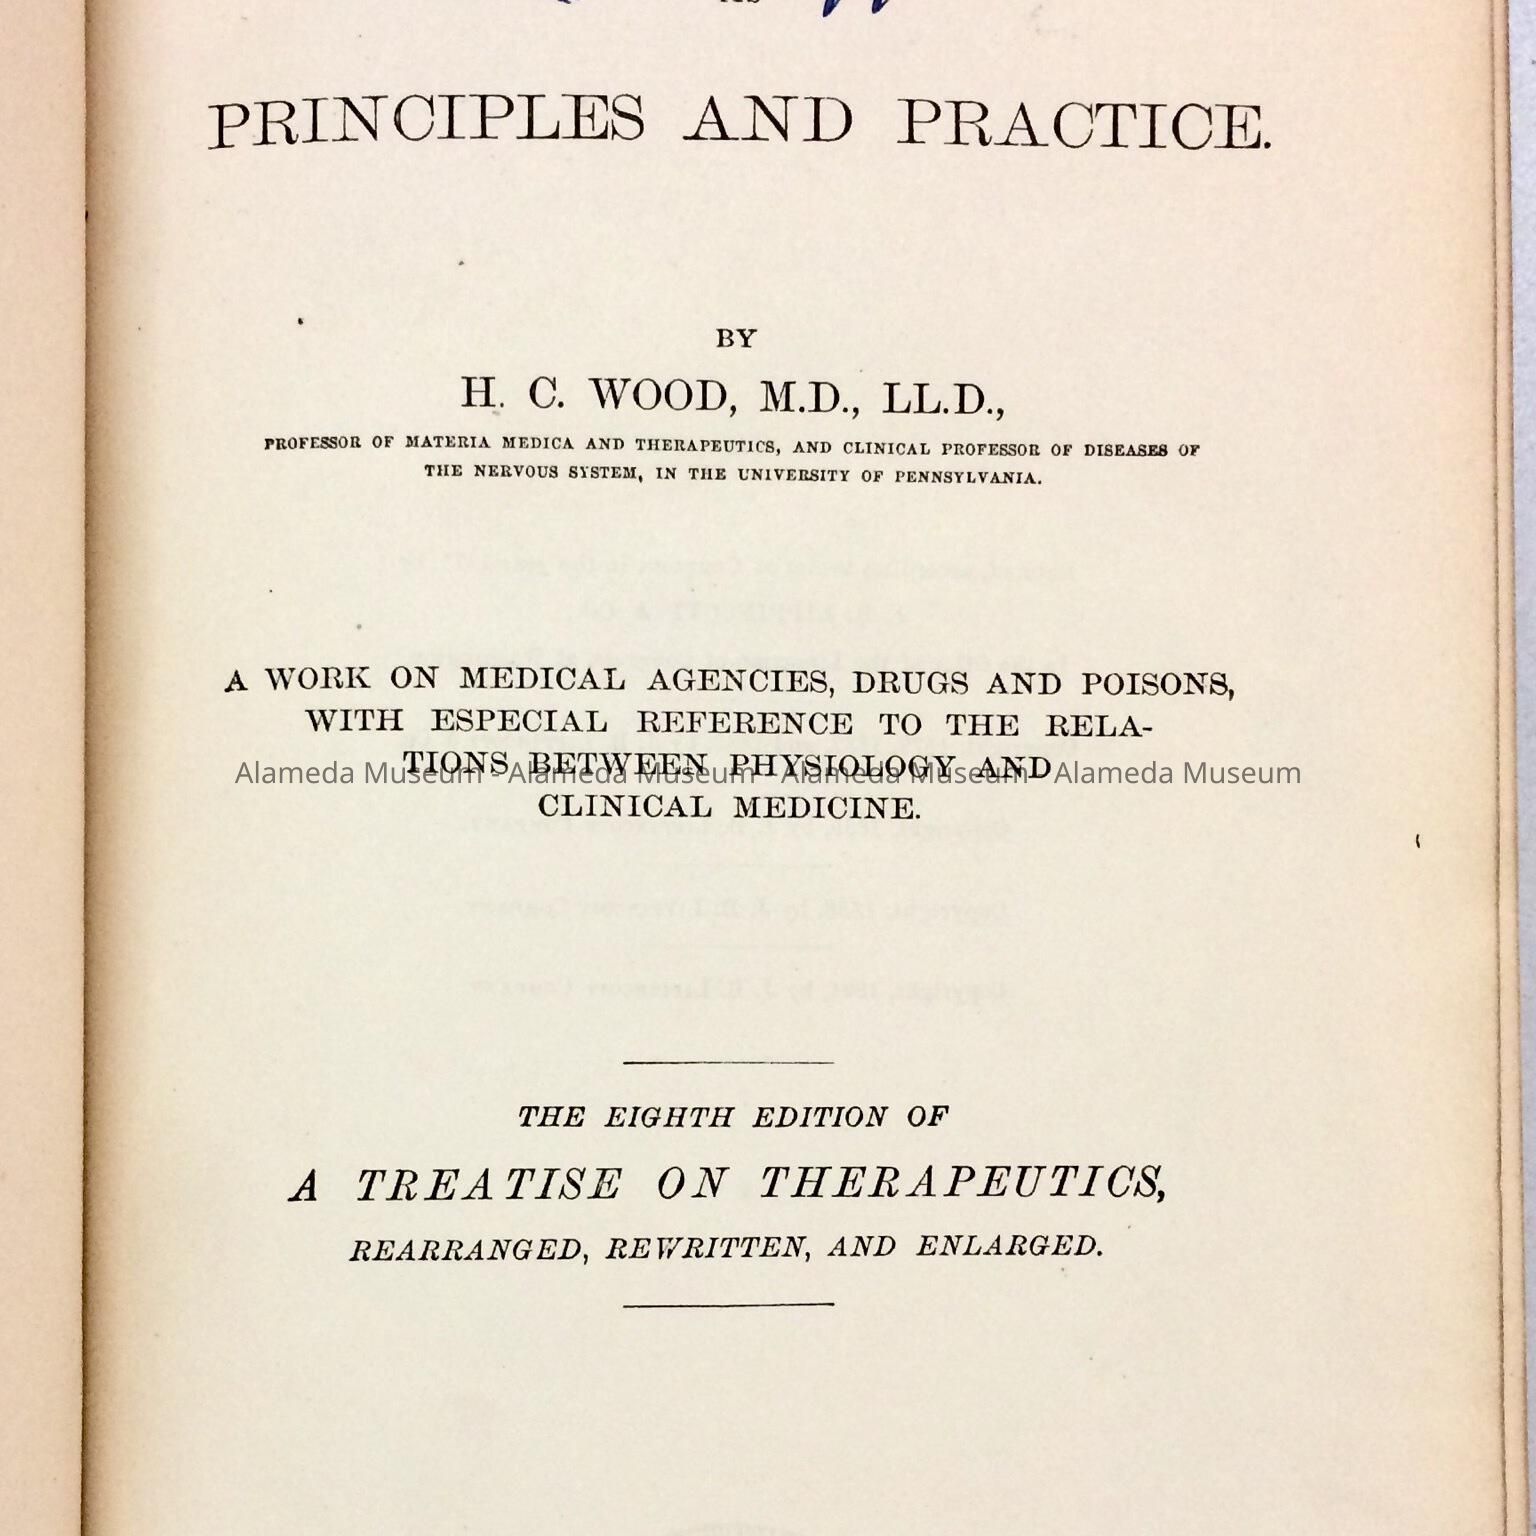 PRINCIPLES AND PRACTICE.
BY
H. C. WOOD, M.D., LL.D.,
PROFESSOR OF MATERIA MEDICA AND THERAPEUTICS, AND CLINICAL PROFESSOR OF DISEASES OF
THE NERVOUS SYSTEM, IN THE UNIVERSITY OF PENNSYLVANIA.
A WORK ON MEDICAL AGENCIES, DRUGS AND POISONS,
WITH ESPECIAL REFERENCE TO THE RELA-
TIONS BETWEEN PHYSIOLOGY AND
Alameda Museum - Alameda Museum - Alameda Museum - Alameda Museum
CLINICAL MEDICINE.
THE EIGHTH EDITION OF
A TREATISE ON THERAPEUTICS,
REARRANGED, REWRITTEN, AND ENLARGED.